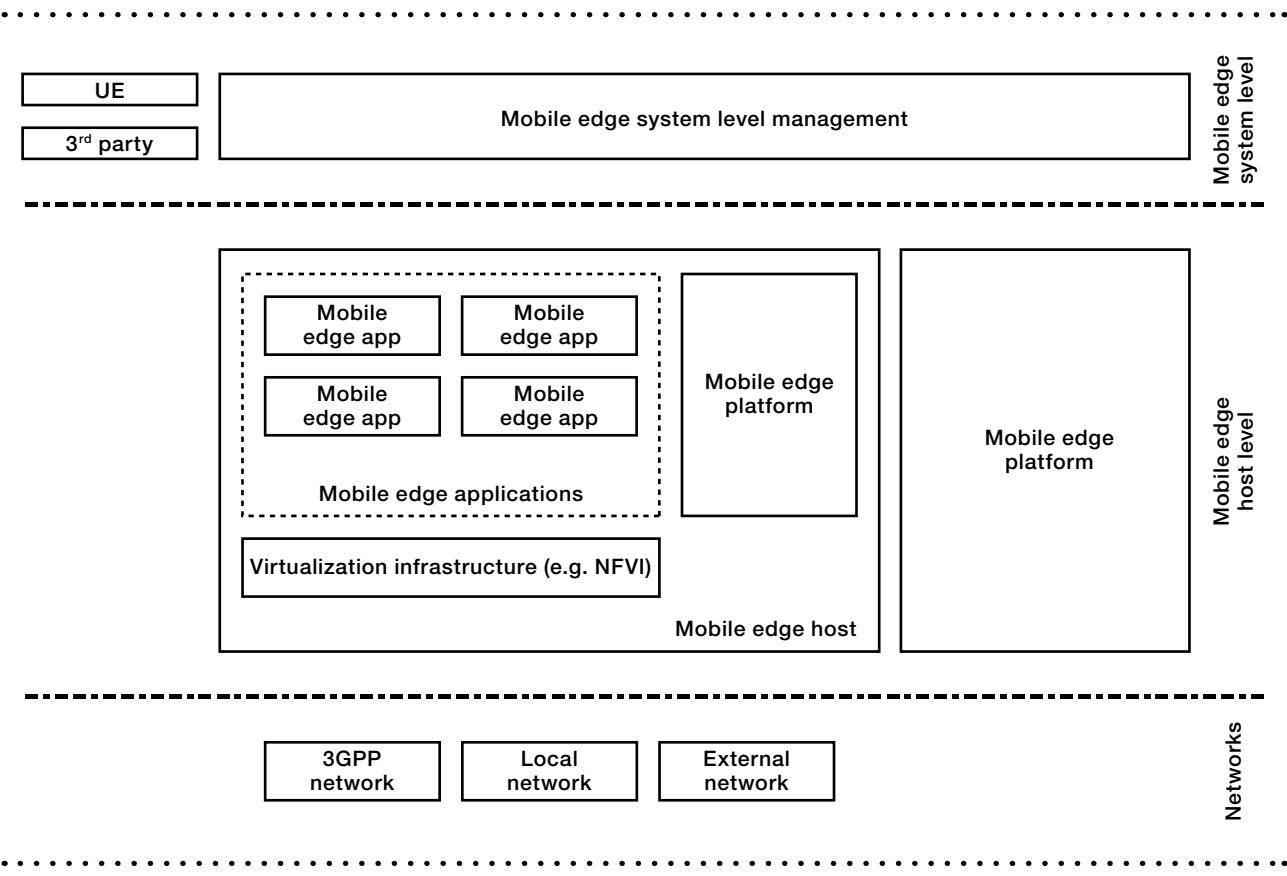 UE
3rd party
Mobile edge system level management
Mobile edge
system level
Mobile
edge app
Mobile
edge app
Mobile
edge app
Mobile
edge app
Mobile edge applications
Mobile edge
platform
Virtualization infrastructure (e.g. NFVI)
Mobile edge host
Mobile edge
platform
Mobile edge
host level
3GPP
network
Local
network
External
network
Networks